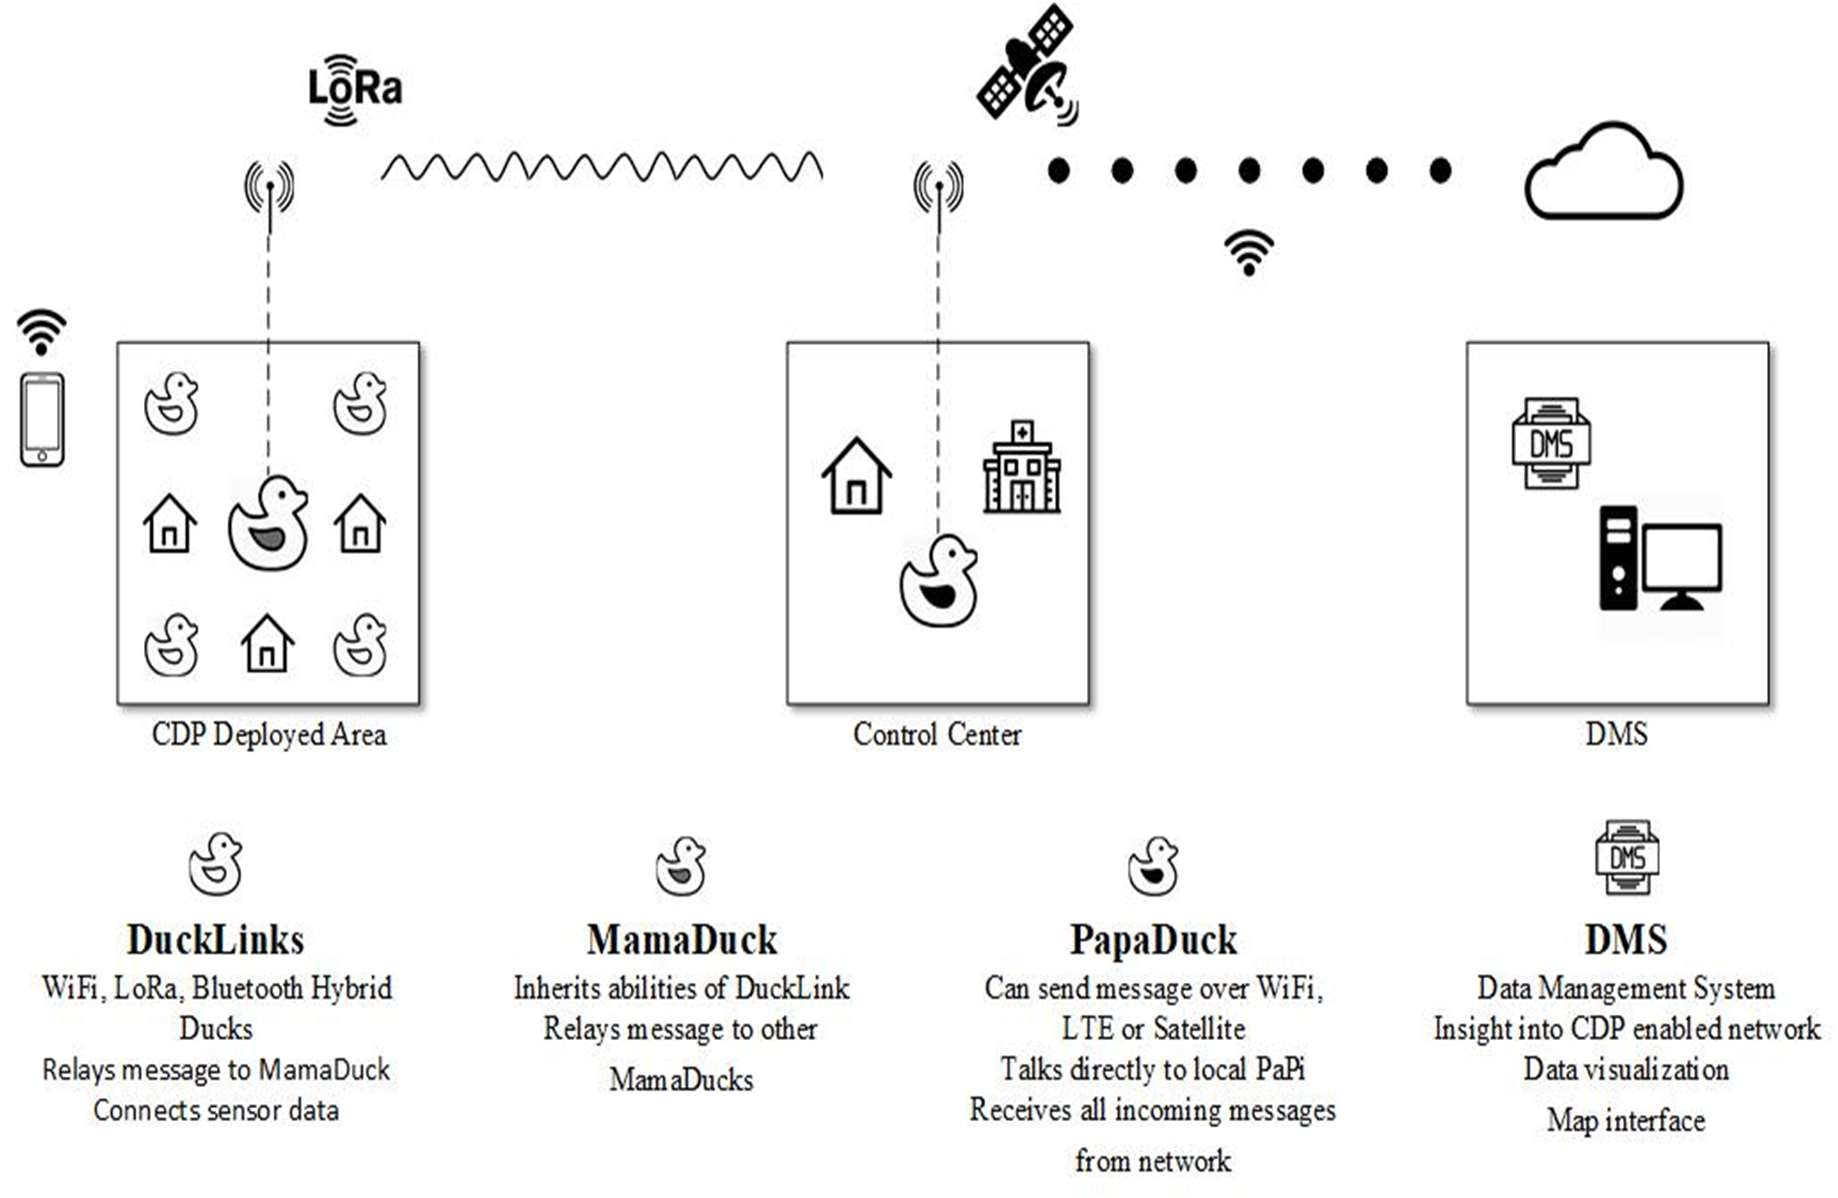 LoRa
DMS
CDP Deployed Area
Control Center
DMS
DuckLinks
WiFi, LoRa, Bluetooth Hybrid
Ducks
Relays message to MamaDuck
Connects sensor data
MamaDuck
Inherits abilities of DuckLink
Relays message to other
MamaDucks
PapaDuck
Can send message over WiFi,
LTE or Satellite
Talks directly to local PaPi
Receives all incoming messages
from network
DMS
DMS
Data Management System
Insight into CDP enabled network
Data visualization
Map interface